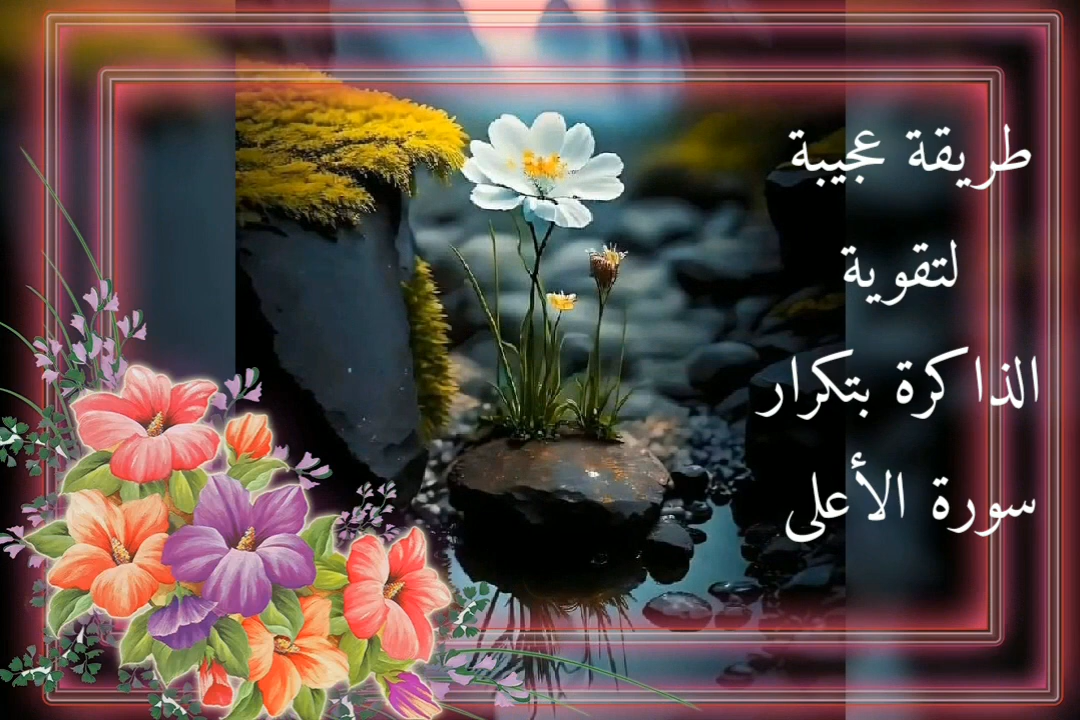 طريقة عجيبة
لتقوية
الذاكرة بتكرار
سورة الأعلى